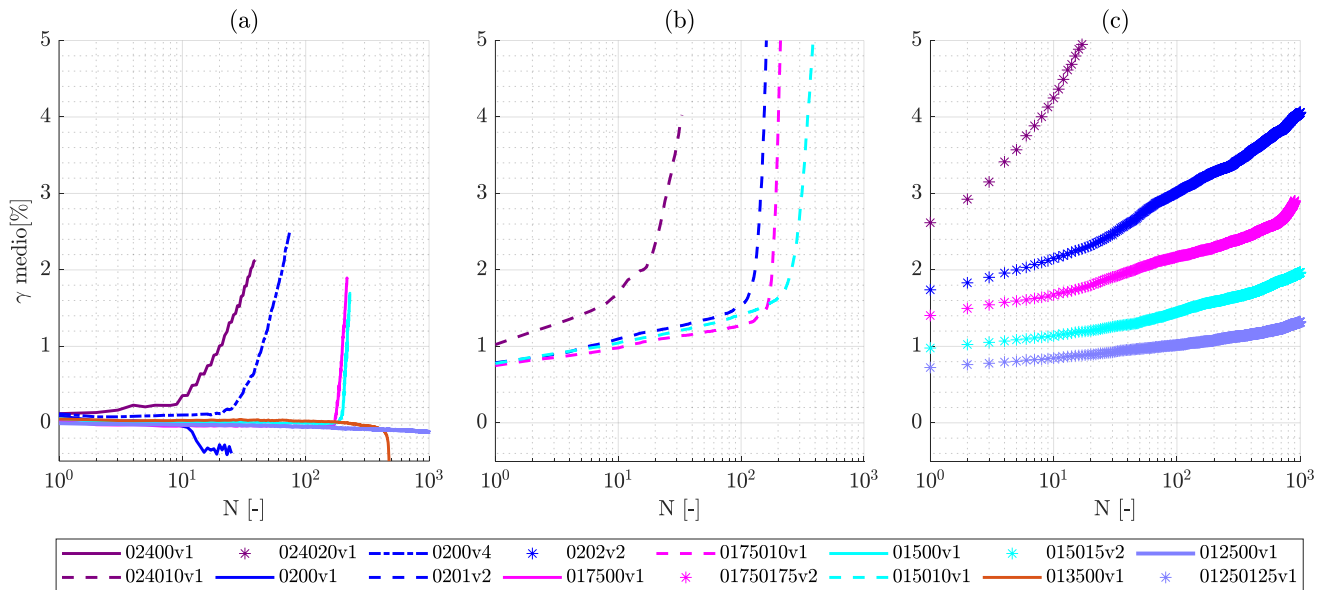 (a) (b) (c)
γ medio[%]
5 5 5
4 4 4
3 3 3
2 2 2
1 1 1
0 0 0
10^0 10^1 10^2 10^3 10^0 10^1 10^2 10^3 10^0 10^1 10^2 10^3
N [-] N [-] N [-]
02400v1 024020v1 0200v4 0202v2 0175010v1 01500v1 015015v2 012500v1
024010v1 0200v1 0201v2 017500v1 01750175v2 015010v1 013500v1 01250125v1